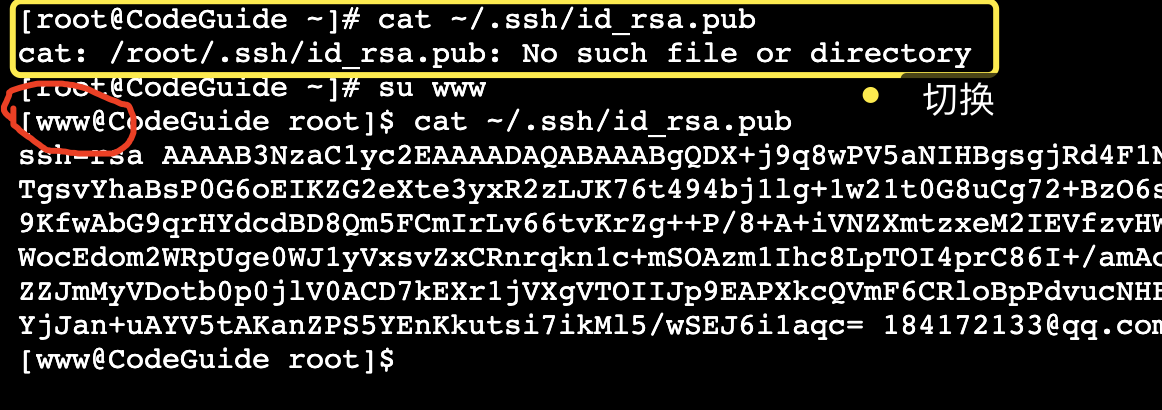 [root@CodeGuide ~]# cat ~/.ssh/id_rsa.pub
cat: /root/.ssh/id_rsa.pub: No such file or directory
[root@CodeGuide ~]# su www
切换
[www@CodeGuide root]$ cat ~/.ssh/id_rsa.pub
ssh-rsa AAAAB3NzaC1yc2EAAAADAQABAAABgQDX+j9q8wPV5aNIHBgsgjRd4F1N
TgsvYhaBsP0G6oEIKZG2eXte3yxR2zLJK76t494bj1lg+1w21t0G8uCg72+BzO6s
9KfwAbG9qrHYdcdBD8Qm5FCmIrLv66tvKrZg++P/8+A+iVNZXmtzxeM2IEVfzvHW
WocEdom2WRpUge0WJ1yVxsvZxCRnrqkn1c+mSOAzm1Ihc8LpTOI4prC86I+/amAc
ZZJmMyVDotb0p0jlV0ACD7kEXr1jVXgVTOIIJp9EAPXkcQVmF6CRloBpPdvucNHE
YjJan+uAYV5tAKanZPS5YEnKkutsi7ikMl5/wSEJ6i1aqc= 184172133@qq.com
[www@CodeGuide root]$